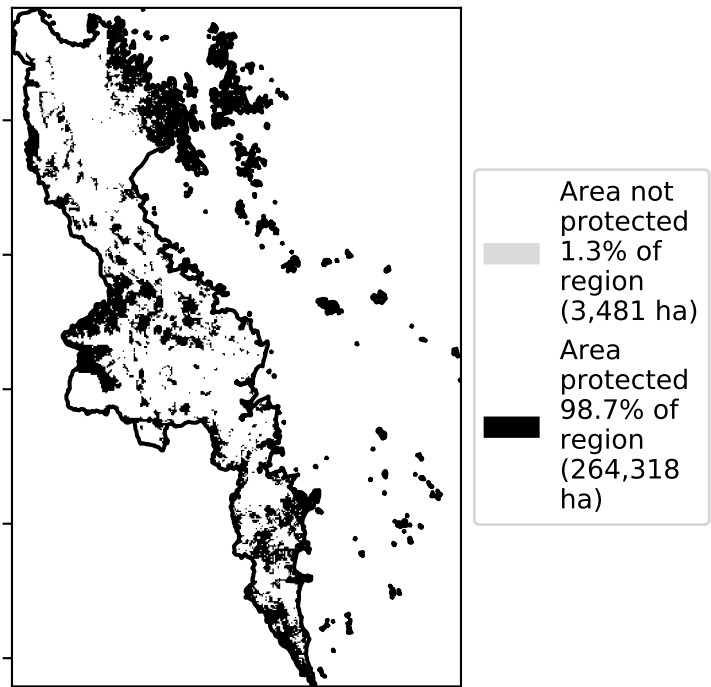 Area not
protected
1.3% of
region
(3,481 ha)
Area
protected
98.7% of
region
(264,318
ha)